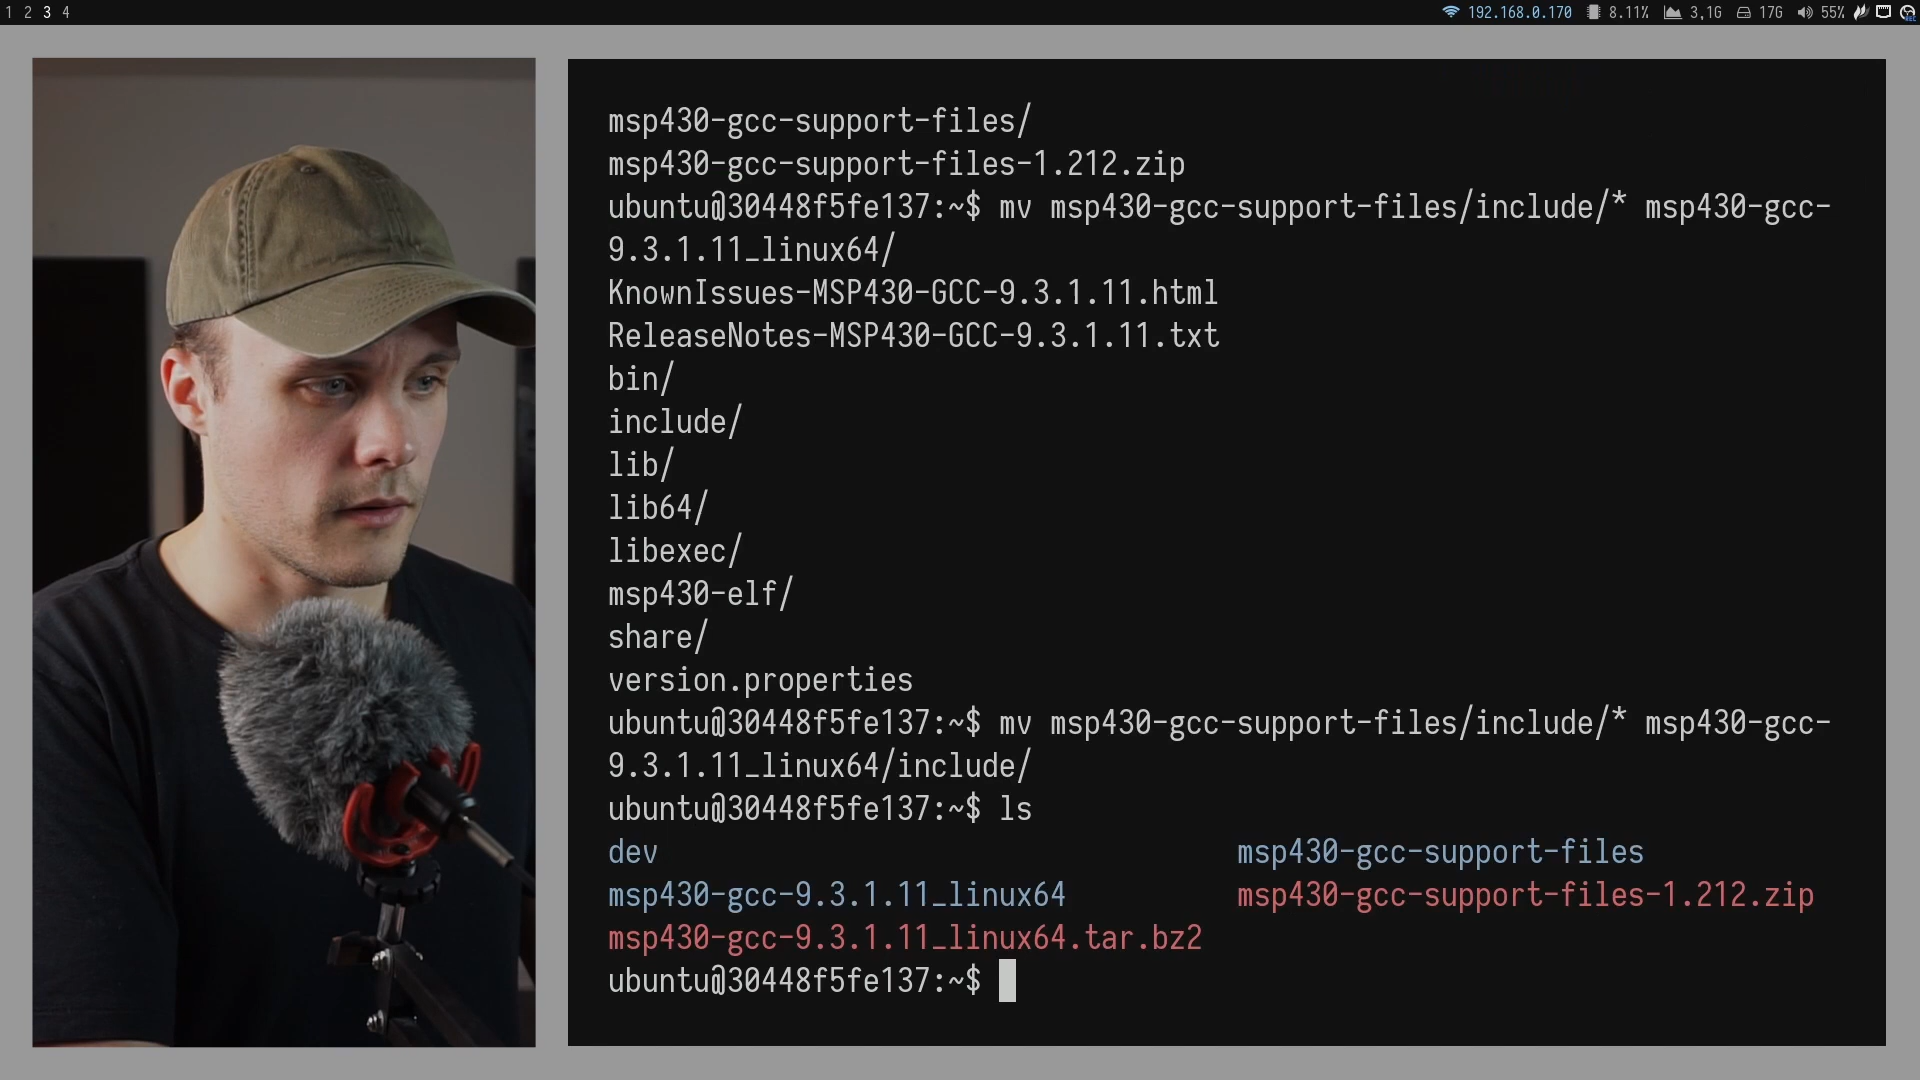 1 2 3 4
192.168.0.170 8.11% 3,1G 17G 55%
msp430-gcc-support-files/
msp430-gcc-support-files-1.212.zip
ubuntu@30448f5fe137:~$ mv msp430-gcc-support-files/include/* msp430-gcc-
9.3.1.11_linux64/
KnownIssues-MSP430-GCC-9.3.1.11.html
ReleaseNotes-MSP430-GCC-9.3.1.11.txt
bin/
include/
lib/
lib64/
libexec/
msp430-elf/
share/
version.properties
ubuntu@30448f5fe137:~$ mv msp430-gcc-support-files/include/* msp430-gcc-
9.3.1.11_linux64/include/
ubuntu@30448f5fe137:~$ ls
dev msp430-gcc-support-files
msp430-gcc-9.3.1.11_linux64 msp430-gcc-support-files-1.212.zip
msp430-gcc-9.3.1.11_linux64.tar.bz2
ubuntu@30448f5fe137:~$